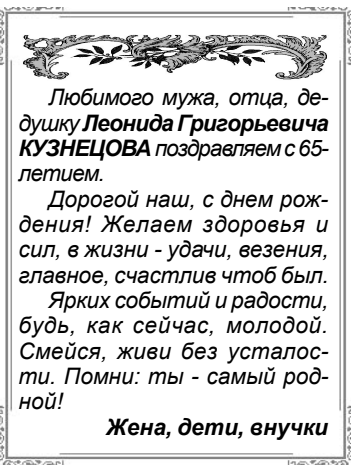 Любимого мужа, отца, де-
душку Леонида Григорьевича
КУЗНЕЦОВА поздравляем с 65-
летием.
Дорогой наш, с днем рож-
дения! Желаем здоровья и
сил, в жизни - удачи, везения,
главное, счастлив чтоб был.
Ярких событий и радости,
будь, как сейчас, молодой.
Смейся, живи без усталос-
ти. Помни: ты - самый род-
ной!
Жена, дети, внучки